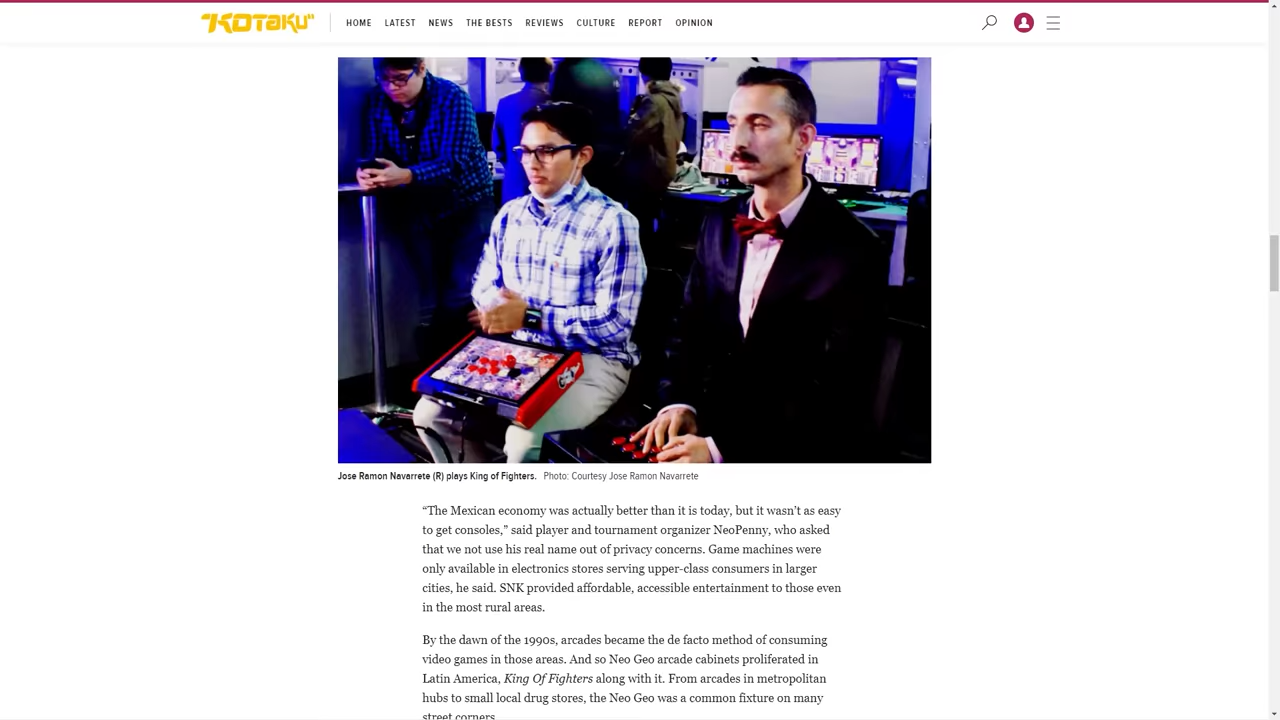 KOTAKU
HOME LATEST NEWS THE BESTS REVIEWS CULTURE REPORT OPINION
Jose Ramon Navarrete (R) plays King of Fighters. Photo: Courtesy Jose Ramon Navarrete
“The Mexican economy was actually better than it is today, but it wasn’t as easy
to get consoles,” said player and tournament organizer NeoPenny, who asked
that we not use his real name out of privacy concerns. Game machines were
only available in electronics stores serving upper-class consumers in larger
cities, he said. SNK provided affordable, accessible entertainment to those even
in the most rural areas.
By the dawn of the 1990s, arcades became the de facto method of consuming
video games in those areas. And so Neo Geo arcade cabinets proliferated in
Latin America, King Of Fighters along with it. From arcades in metropolitan
hubs to small local drug stores, the Neo Geo was a common fixture on many
street corners.